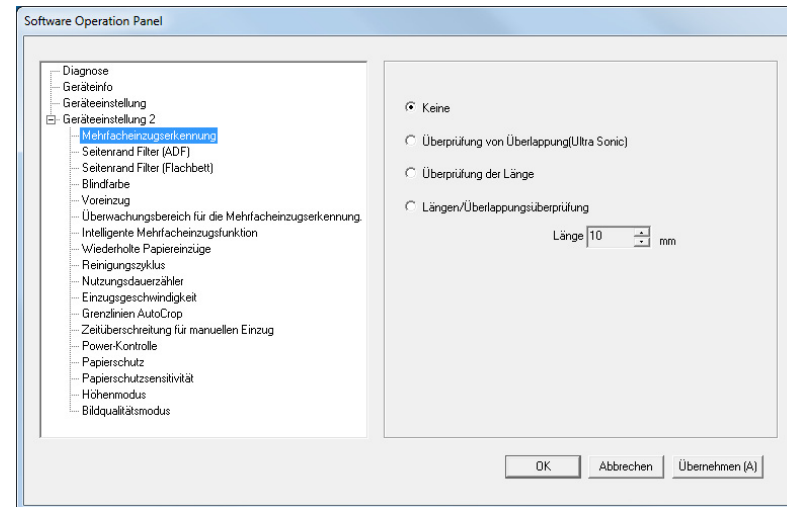 Software Operation Panel
Diagnose
Geräteinfo
Geräteeinstellung
Geräteeinstellung 2
Mehrfacheinzugserkennung
Seitenrand Filter (ADF)
Seitenrand Filter (Flachbett)
Blindfarbe
Voreinzug
Überwachungsbereich für die Mehrfacheinzugserkennung.
Intelligente Mehrfacheinzugsfunktion
Wiederholte Papiereinzüge
Reinigungszyklus
Nutzungsdauerzähler
Einzugsgeschwindigkeit
Grenzlinien AutoCrop
Zeitüberschreitung für manuellen Einzug
Power-Kontrolle
Papierschutz
Papierschutzsensitivität
Höhenmodus
Bildqualitätsmodus
Keine
Überprüfung von Überlappung(Ultra Sonic)
Überprüfung der Länge
Längen/Überlappungsüberprüfung
Länge 10 mm
OK Abbrechen Übernehmen (A)